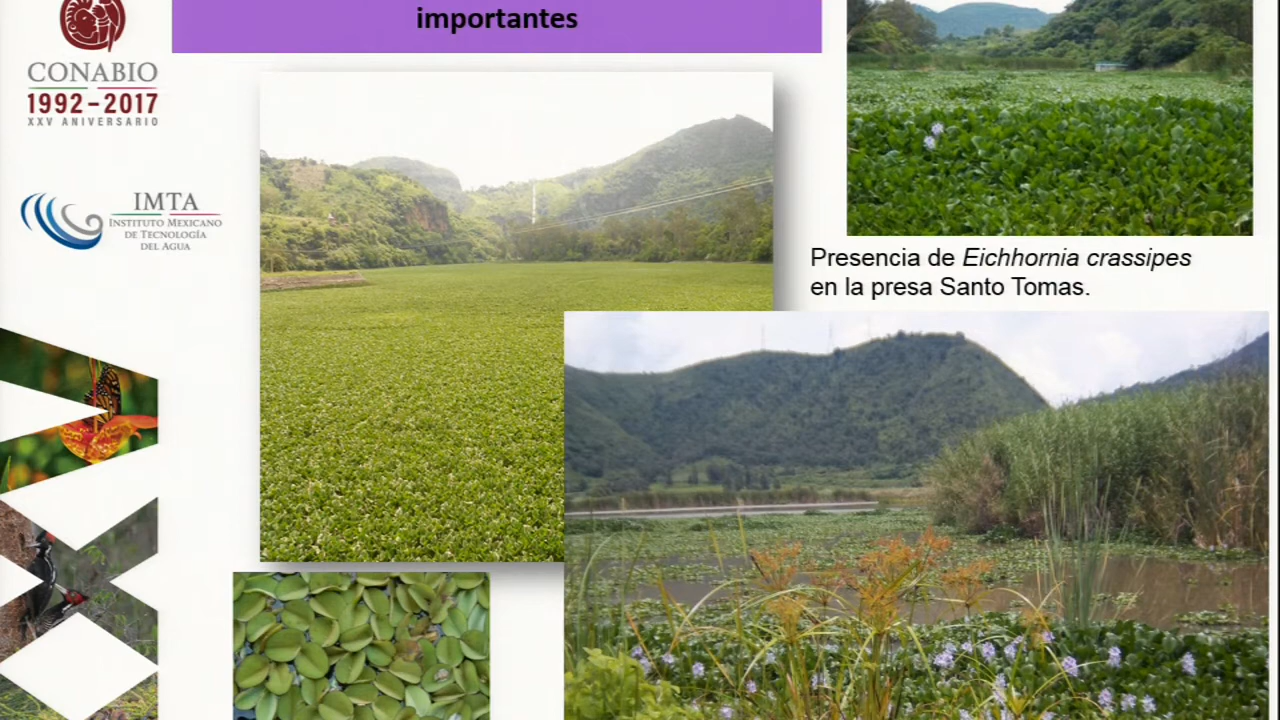 importantes
CONABIO
1992–2017
XXV ANIVERSARIO
IMTA
INSTITUTO MEXICANO
DE TECNOLOGÍA
DEL AGUA
Presencia de Eichhornia crassipes
en la presa Santo Tomas.